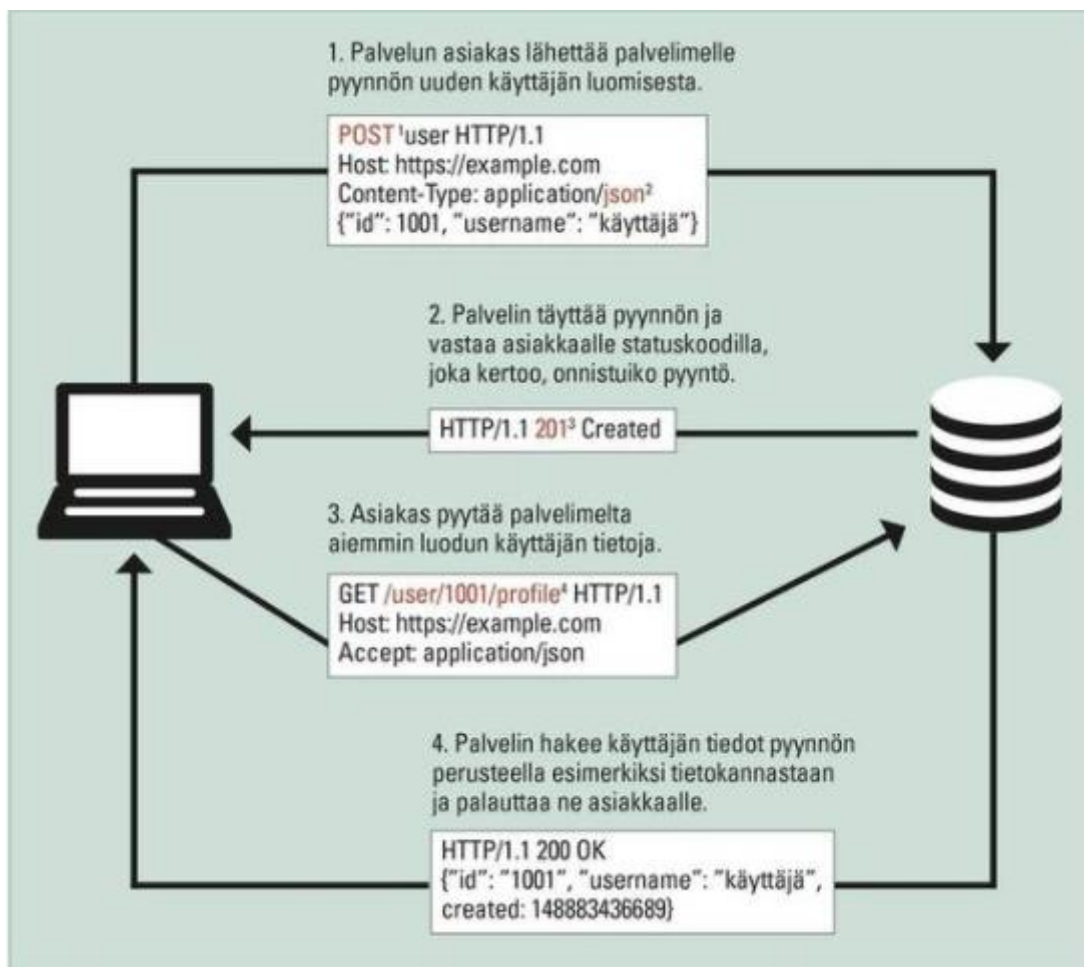 1. Palvelun asiakas lähettää palvelimelle
pyynnön uuden käyttäjän luomisesta.
POST ¹user HTTP/1.1
Host: https://example.com
Content-Type: application/json²
{"id": 1001, "username": "käyttäjä"}
2. Palvelin täyttää pyynnön ja
vastaa asiakkaalle statuskoodilla,
joka kertoo, onnistuiko pyyntö.
HTTP/1.1 201³ Created
3. Asiakas pyytää palvelimelta
aiemmin luodun käyttäjän tietoja.
GET /user/1001/profile⁴ HTTP/1.1
Host: https://example.com
Accept: application/json
4. Palvelin hakee käyttäjän tiedot pyynnön
perusteella esimerkiksi tietokannastaan
ja palauttaa ne asiakkaalle.
HTTP/1.1 200 OK
{"id": "1001", "username": "käyttäjä",
created: 148883436689}